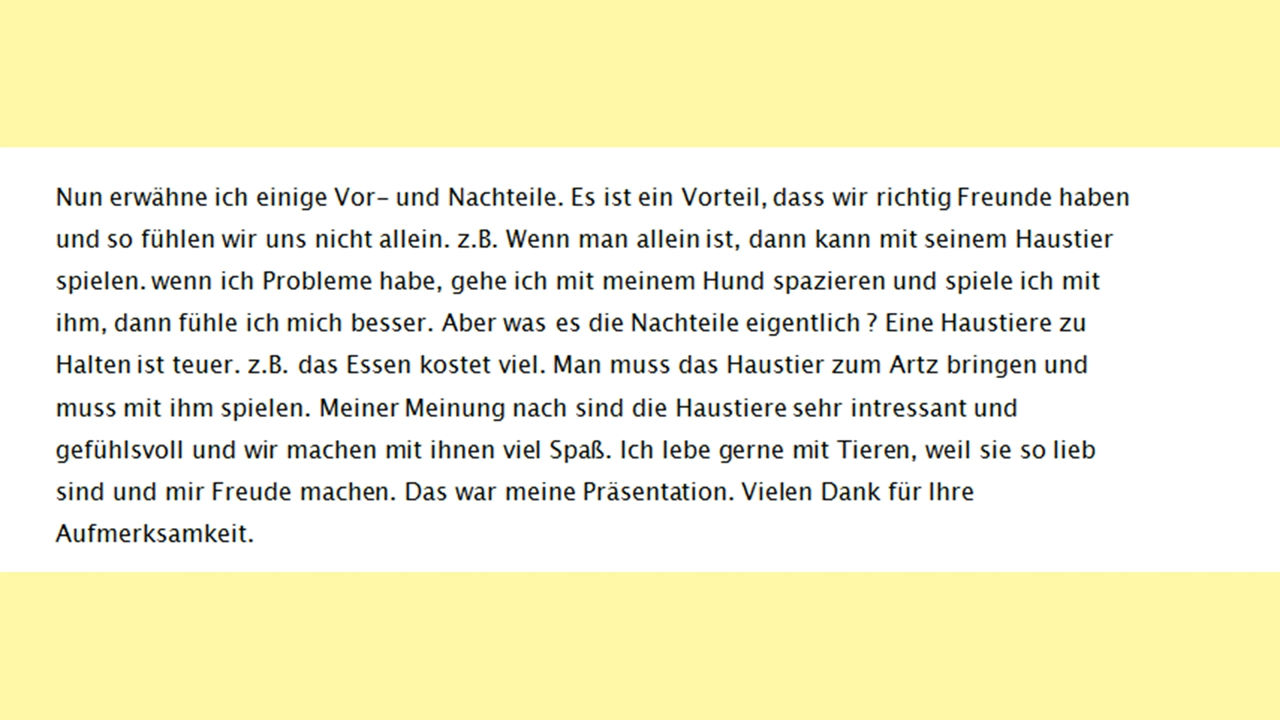 Nun erwähne ich einige Vor- und Nachteile. Es ist ein Vorteil, dass wir richtig Freunde haben
und so fühlen wir uns nicht allein. z.B. Wenn man allein ist, dann kann mit seinem Haustier
spielen. wenn ich Probleme habe, gehe ich mit meinem Hund spazieren und spiele ich mit
ihm, dann fühle ich mich besser. Aber was es die Nachteile eigentlich ? Eine Haustiere zu
Halten ist teuer. z.B. das Essen kostet viel. Man muss das Haustier zum Artz bringen und
muss mit ihm spielen. Meiner Meinung nach sind die Haustiere sehr intressant und
gefühlsvoll und wir machen mit ihnen viel Spaß. Ich lebe gerne mit Tieren, weil sie so lieb
sind und mir Freude machen. Das war meine Präsentation. Vielen Dank für Ihre
Aufmerksamkeit.